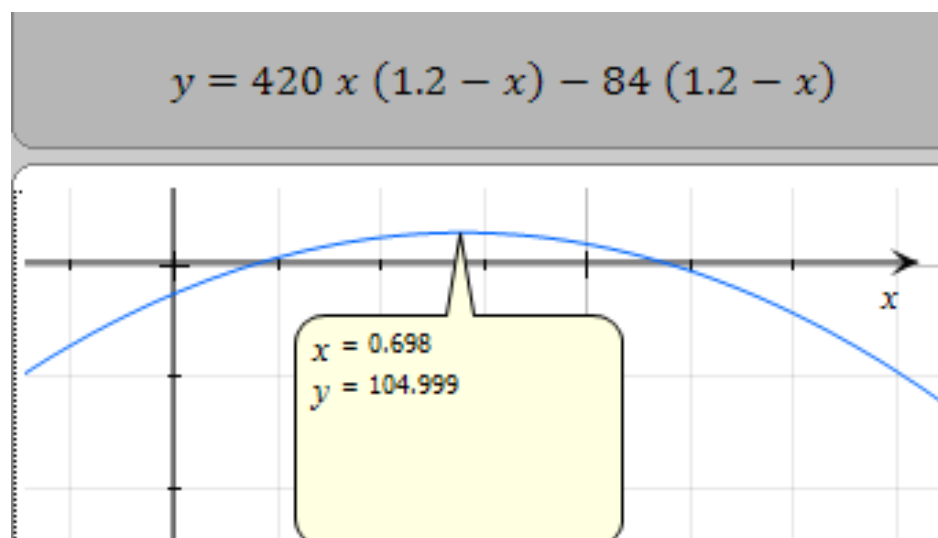 y = 420 x (1.2 − x) − 84 (1.2 − x)
x
x = 0.698
y = 104.999